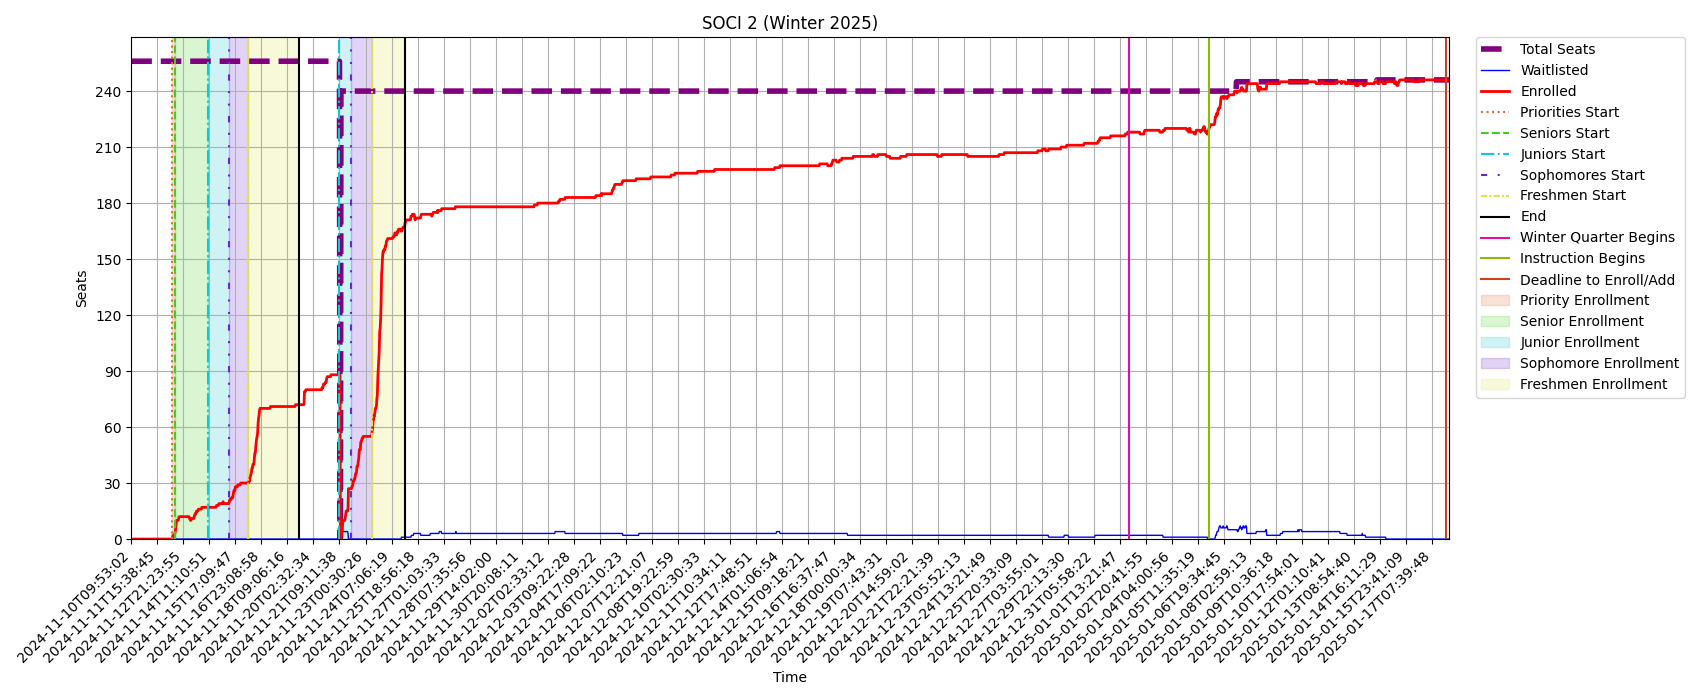 SOCI 2 (Winter 2025)
Seats
240
210
180
150
120
90
60
30
0
2024-11-10T09:53:02
2024-11-11T15:38:45
2024-11-12T21:23:55
2024-11-14T11:10:51
2024-11-15T17:09:47
2024-11-16T23:08:58
2024-11-18T09:06:16
2024-11-20T02:32:34
2024-11-21T09:11:38
2024-11-23T00:30:26
2024-11-24T07:06:19
2024-11-25T18:56:18
2024-11-27T01:03:33
2024-11-28T07:35:56
2024-11-29T14:02:00
2024-11-30T20:08:11
2024-12-02T02:33:12
2024-12-03T09:22:28
2024-12-04T17:09:22
2024-12-06T02:10:23
2024-12-07T12:21:07
2024-12-08T19:22:59
2024-12-10T02:30:33
2024-12-11T10:34:11
2024-12-12T17:48:51
2024-12-14T01:06:54
2024-12-15T09:18:21
2024-12-16T16:37:47
2024-12-18T00:00:34
2024-12-19T07:43:31
2024-12-20T14:59:02
2024-12-21T22:21:39
2024-12-23T05:52:13
2024-12-24T13:21:49
2024-12-25T20:33:09
2024-12-27T03:55:01
2024-12-29T22:13:30
2024-12-31T05:58:22
2025-01-01T13:21:47
2025-01-02T20:41:55
2025-01-04T04:00:56
2025-01-05T11:35:19
2025-01-06T19:34:45
2025-01-08T02:59:13
2025-01-09T10:36:18
2025-01-10T17:54:01
2025-01-12T01:10:41
2025-01-13T08:54:40
2025-01-14T16:11:29
2025-01-15T23:41:09
2025-01-17T07:39:48
Time
Total Seats
Waitlisted
Enrolled
Priorities Start
Seniors Start
Juniors Start
Sophomores Start
Freshmen Start
End
Winter Quarter Begins
Instruction Begins
Deadline to Enroll/Add
Priority Enrollment
Senior Enrollment
Junior Enrollment
Sophomore Enrollment
Freshmen Enrollment